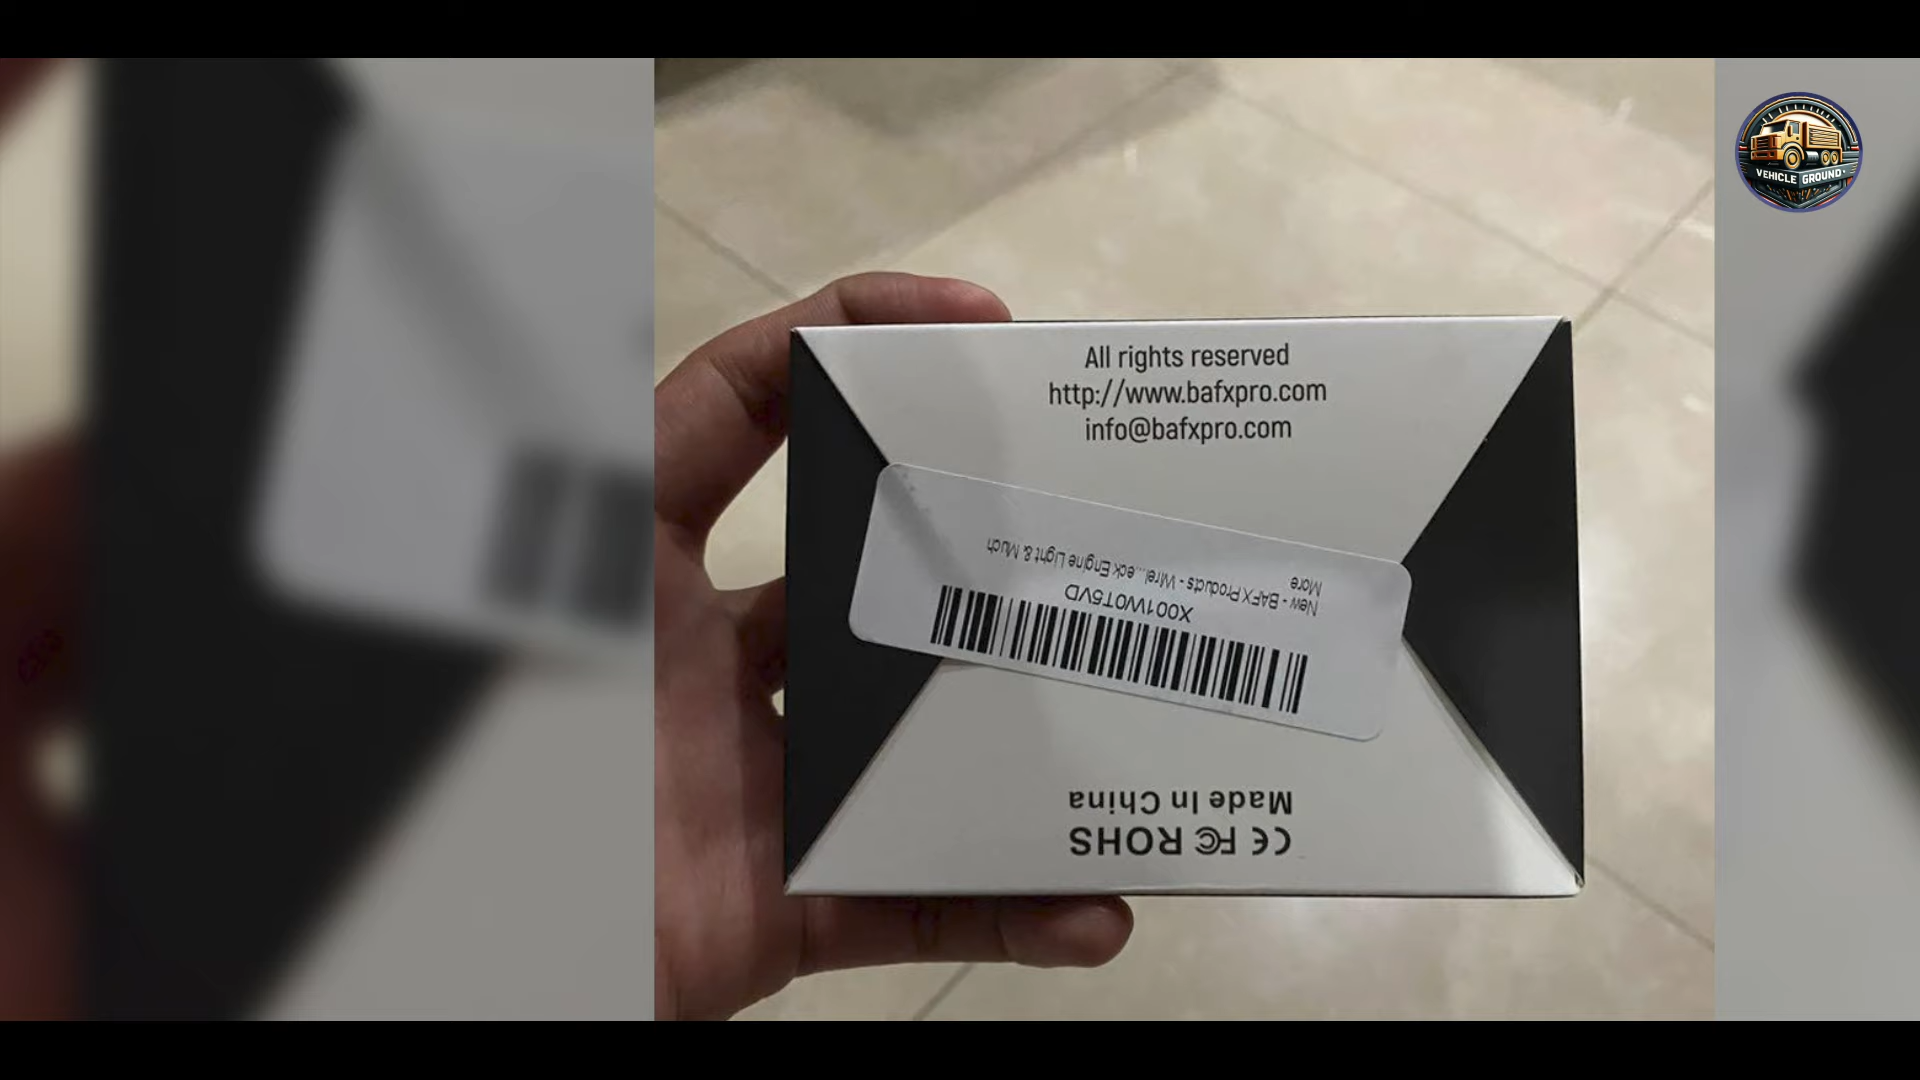 VEHICLE GROUND
All rights reserved
http://www.bafxpro.com
info@bafxpro.com
New - BAFX Products - Wirel...eck Engine Light & Much
More
X001W0T5VD
Made In China
CE FC ROHS